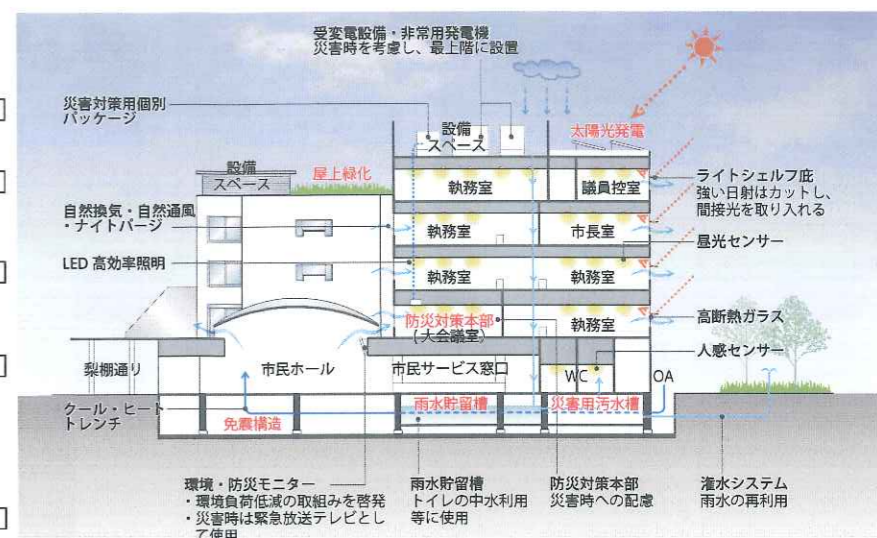 受変電設備・非常用発電機
災害時を考慮し、最上階に設置
災害対策用個別
パッケージ
設備
スペース
太陽光発電
設備
スペース
屋上緑化
執務室
議員控室
ライトシェルフ庇
強い日射はカットし、
間接光を取り入れる
自然換気・自然通風
・ナイトパージ
執務室
市長室
昼光センサー
LED 高効率照明
執務室
執務室
防災対策本部
(大会議室)
執務室
高断熱ガラス
人感センサー
梨棚通り
市民ホール
市民サービス窓口
WC
OA
クール・ヒート
トレンチ
免震構造
雨水貯留槽
災害用汚水槽
環境・防災モニター
・環境負荷低減の取組みを啓発
・災害時は緊急放送テレビとし
て使用
雨水貯留槽
トイレの中水利用
等に使用
防災対策本部
災害時への配慮
潅水システム
雨水の再利用